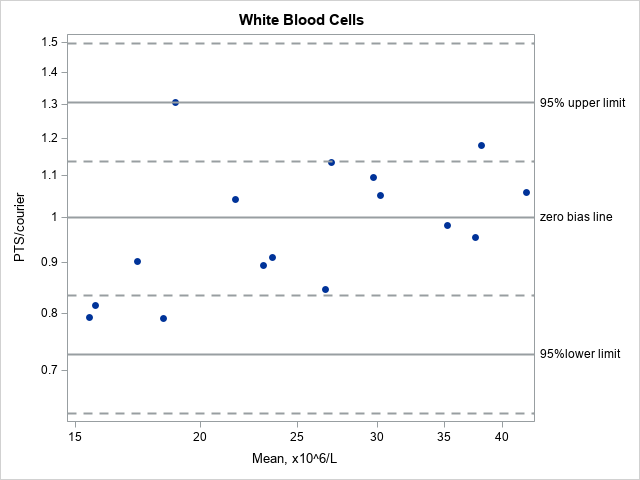 White Blood Cells
1.5
1.4
1.3
95% upper limit
1.2
1.1
PTS/courier
1
zero bias line
0.9
0.8
95%lower limit
0.7
15
20
25
30
35
40
Mean, x10^6/L